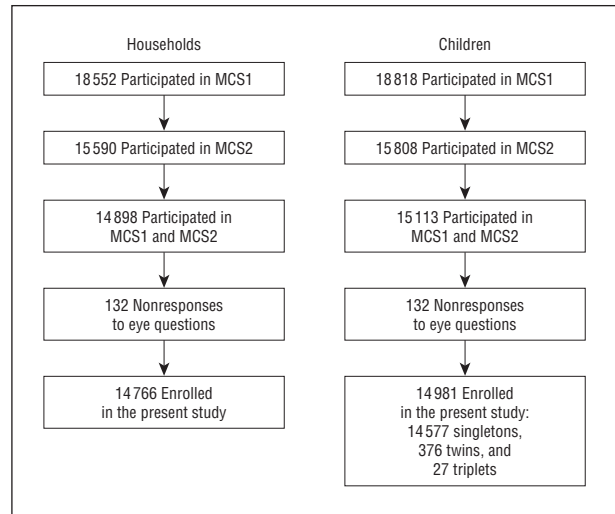 Households
18 552 Participated in MCS1
15 590 Participated in MCS2
14 898 Participated in
MCS1 and MCS2
132 Nonresponses
to eye questions
14 766 Enrolled
in the present study
Children
18 818 Participated in MCS1
15 808 Participated in MCS2
15 113 Participated in
MCS1 and MCS2
132 Nonresponses
to eye questions
14 981 Enrolled
in the present study:
14 577 singletons,
376 twins, and
27 triplets